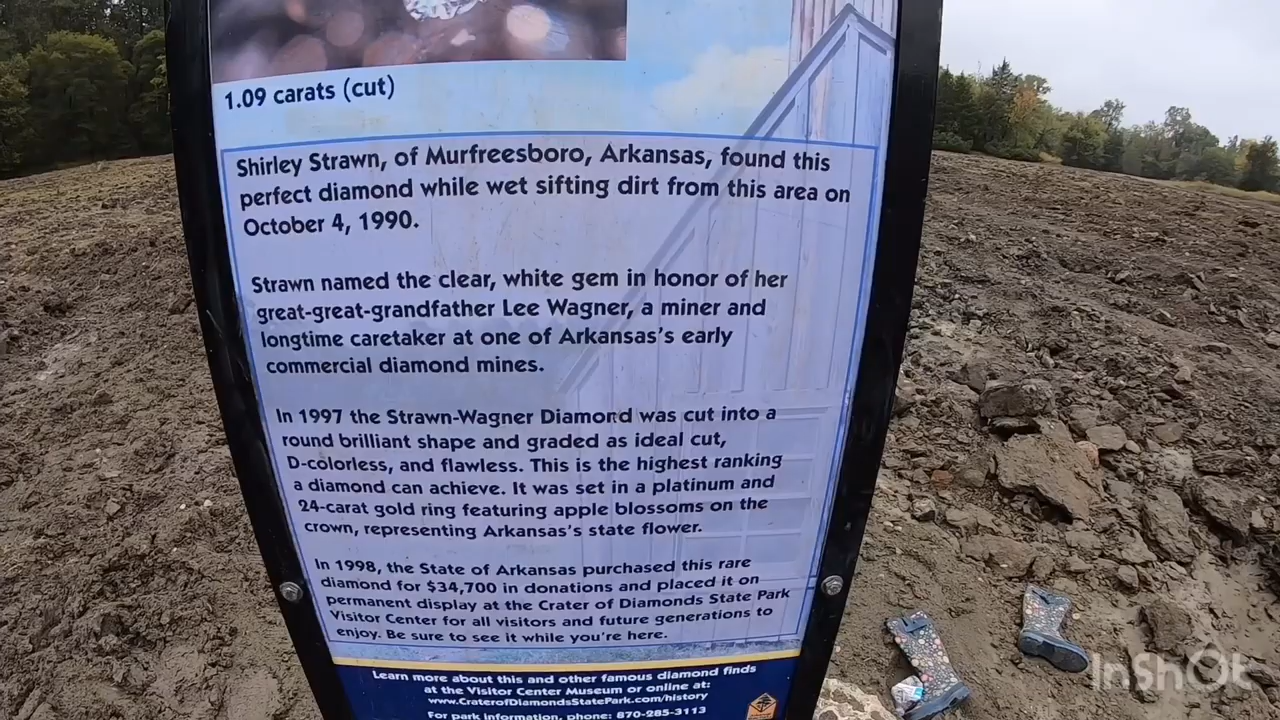 1.09 carats (cut)
Shirley Strawn, of Murfreesboro, Arkansas, found this
perfect diamond while wet sifting dirt from this area on
October 4, 1990.
Strawn named the clear, white gem in honor of her
great-great-grandfather Lee Wagner, a miner and
longtime caretaker at one of Arkansas's early
commercial diamond mines.
In 1997 the Strawn-Wagner Diamond was cut into a
round brilliant shape and graded as ideal cut,
D-colorless, and flawless. This is the highest ranking
a diamond can achieve. It was set in a platinum and
24-carat gold ring featuring apple blossoms on the
crown, representing Arkansas's state flower.
In 1998, the State of Arkansas purchased this rare
diamond for $34,700 in donations and placed it on
permanent display at the Crater of Diamonds State Park
Visitor Center for all visitors and future generations to
enjoy. Be sure to see it while you're here.
Learn more about this and other famous diamond finds
at the Visitor Center Museum or online at:
www.CraterofDiamondsStatePark.com/history
For park information, phone: 870-285-3113
InShOt